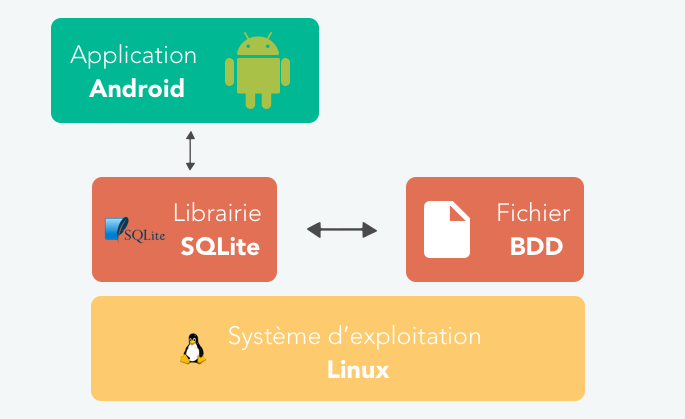 Application
Android
Librairie
SQLite
SQLite
Fichier
BDD
Système d’exploitation
Linux